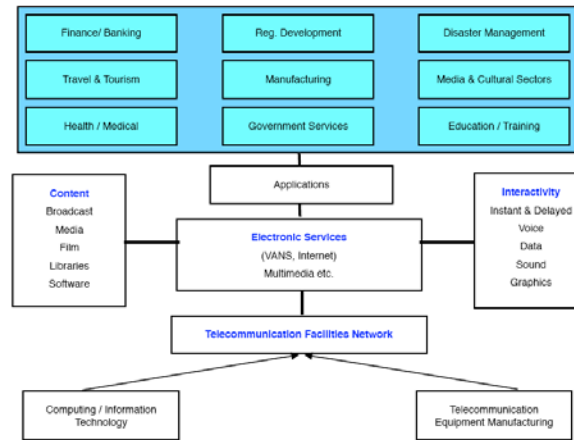 Finance/ Banking
Reg. Development
Disaster Management
Travel & Tourism
Manufacturing
Media & Cultural Sectors
Health / Medical
Government Services
Education / Training
Applications
Content
Broadcast
Media
Film
Libraries
Software
Electronic Services
(VANS, Internet)
Multimedia etc.
Interactivity
Instant & Delayed
Voice
Data
Sound
Graphics
Telecommunication Facilities Network
Computing / Information
Technology
Telecommunication
Equipment Manufacturing